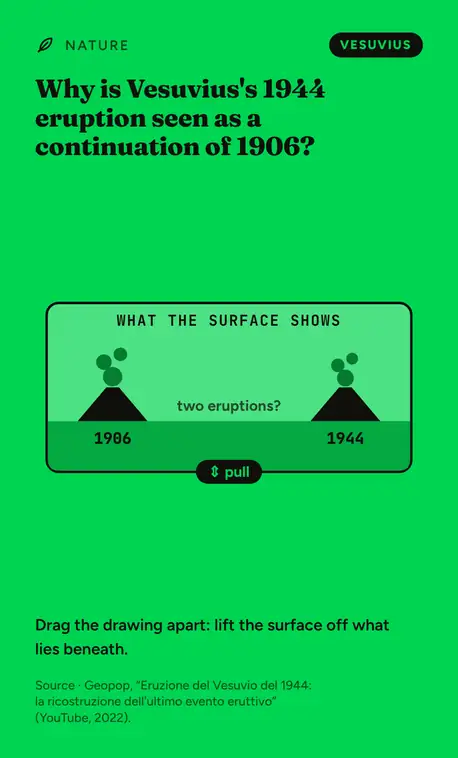 NATURE
VESUVIUS
Why is Vesuvius's 1944
eruption seen as a
continuation of 1906?
WHAT THE SURFACE SHOWS
two eruptions?
1906
1944
⇕ pull
Drag the drawing apart: lift the surface off what
lies beneath.
Source · Geopop, “Eruzione del Vesuvio del 1944:
la ricostruzione dell'ultimo evento eruttivo”
(YouTube, 2022).